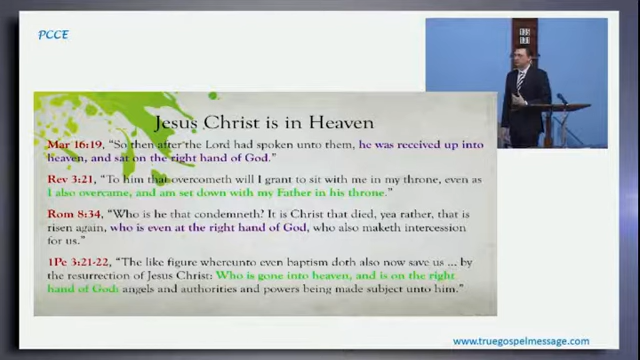 PCCE
Jesus Christ is in Heaven
Mar 16:19, "So then after the Lord had spoken unto them, he was received up into
heaven, and sat on the right hand of God."
Rev 3:21, "To him that overcometh will I grant to sit with me in my throne, even as
I also overcame, and am set down with my Father in his throne."
Rom 8:34, "Who is he that condemneth? It is Christ that died, yea rather, that is
risen again, who is even at the right hand of God, who also maketh intercession
for us."
1Pe 3:21-22, "The like figure whereunto even baptism doth also now save us ... by
the resurrection of Jesus Christ: Who is gone into heaven, and is on the right
hand of God; angels and authorities and powers being made subject unto him."
www.truegospelmessage.com